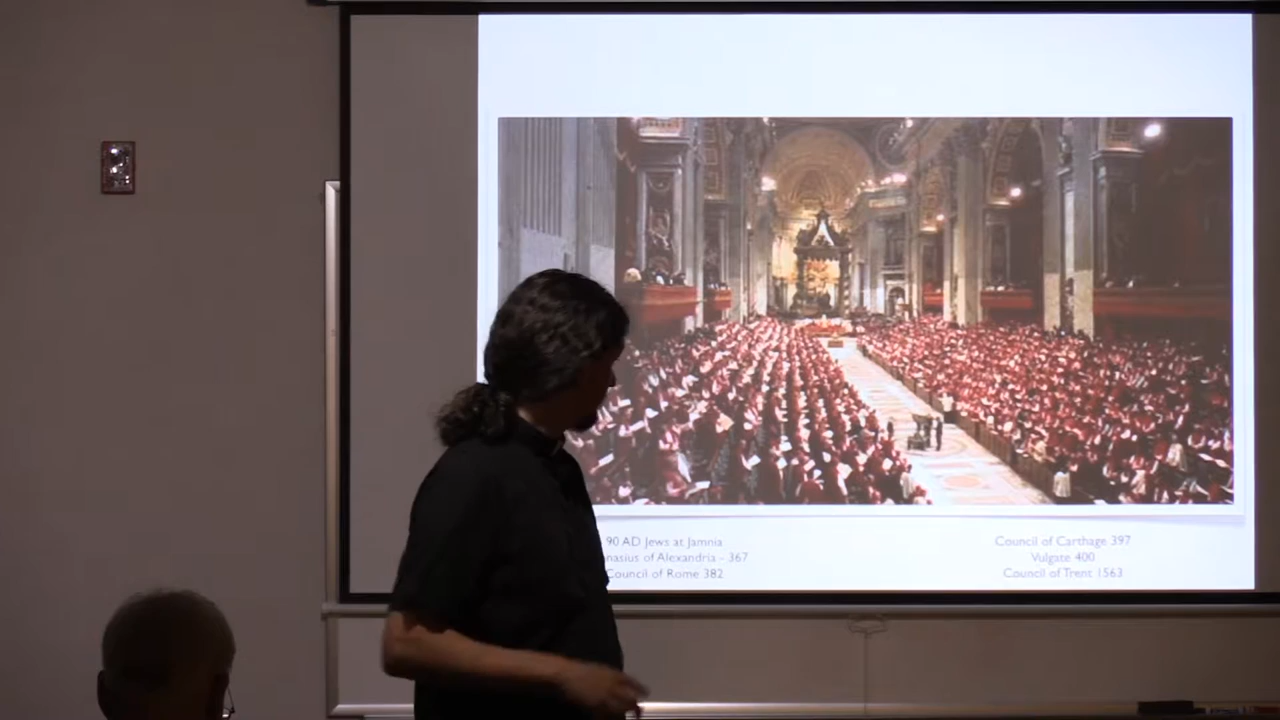 90 AD Jews at Jamnia
nasius of Alexandria - 367
Council of Rome 382
Council of Carthage 397
Vulgate 400
Council of Trent 1563